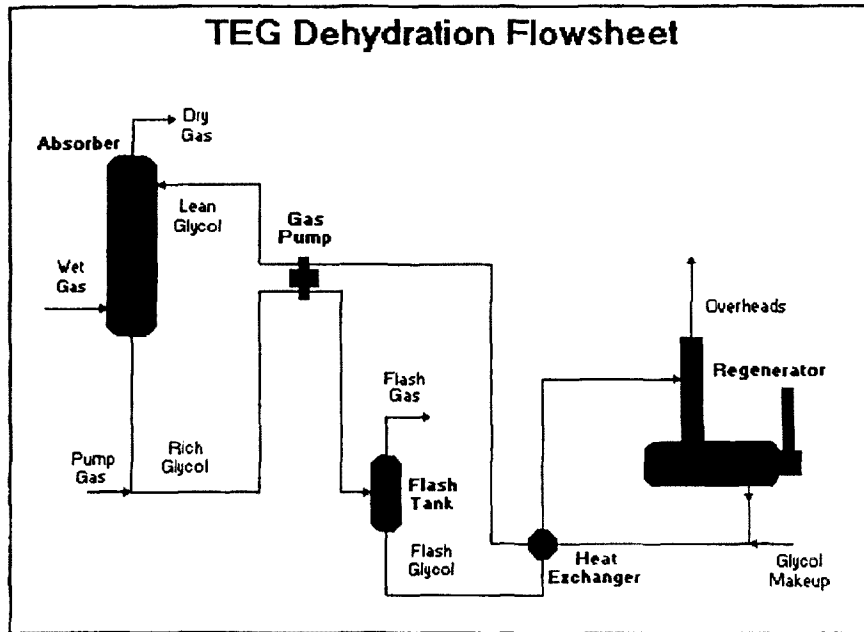 TEG Dehydration Flowsheet
Dry
Gas
Absorber
Lean
Glycol
Gas
Pump
Wet
Gas
Overheads
Regenerator
Flash
Gas
Pump
Gas
Rich
Glycol
Flash
Tank
Flash
Glycol
Heat
Exchanger
Glycol
Makeup